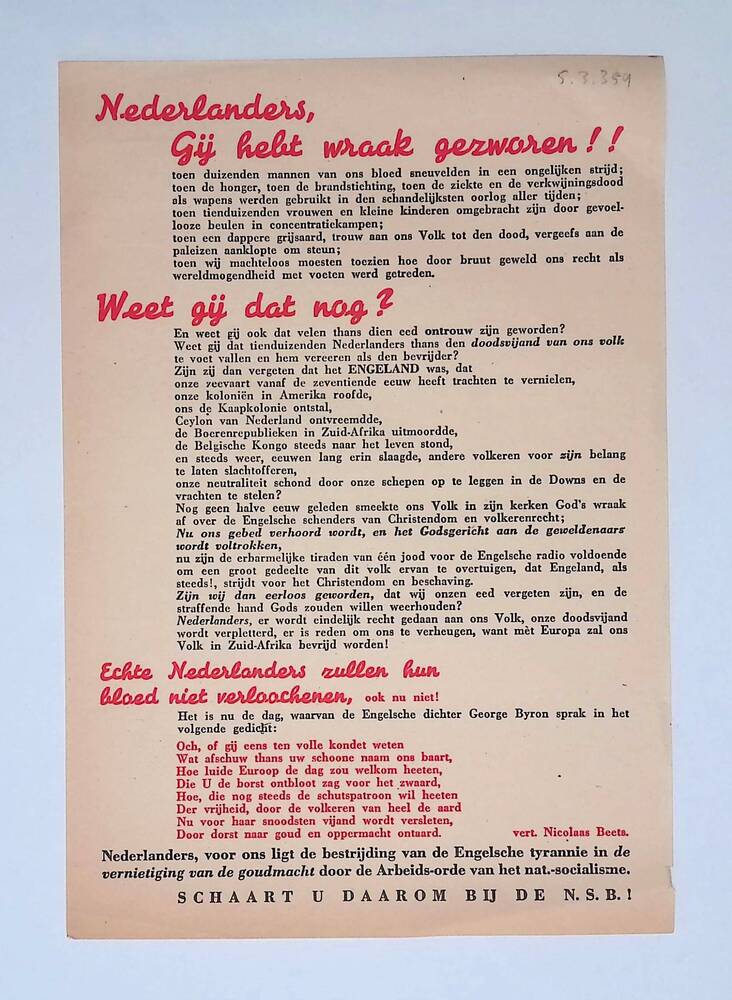 5.3.359
Nederlanders,
Gij hebt wraak gezworen!!
toen duizenden mannen van ons bloed sneuvelden in een ongelijken strijd;
toen de honger, toen de brandstichting, toen de ziekte en de verkwijningsdood
als wapens werden gebruikt in den schandelijksten oorlog aller tijden;
toen tienduizenden vrouwen en kleine kinderen omgebracht zijn door gevoel-
looze beulen in concentratiekampen;
toen een dappere grijsaard, trouw aan ons Volk tot den dood, vergeefs aan de
paleizen aanklopte om steun;
toen wij machteloos moesten toezien hoe door bruut geweld ons recht als
wereldmogendheid met voeten werd getreden.
Weet gij dat nog?
En weet gij ook dat velen thans dien eed ontrouw zijn geworden?
Weet gij dat tienduizenden Nederlanders thans den doodsvijand van ons volk
te voet vallen en hem vereeren als den bevrijder?
Zijn zij dan vergeten dat het ENGELAND was, dat
onze zeevaart vanaf de zeventiende eeuw heeft trachten te vernielen,
onze koloniën in Amerika roofde,
ons de Kaapkolonie ontstal,
Ceylon van Nederland ontvreemdde,
de Boerenrepublieken in Zuid-Afrika uitmoordde,
de Belgische Kongo steeds naar het leven stond,
en steeds weer, eeuwen lang erin slaagde, andere volkeren voor zijn belang
te laten slachtofferen,
onze neutraliteit schond door onze schepen op te leggen in de Downs en de
vrachten te stelen?
Nog geen halve eeuw geleden smeekte ons Volk in zijn kerken God's wraak
af over de Engelsche schenders van Christendom en volkerenrecht;
Nu ons gebed verhoord wordt, en het Godsgericht aan de geweldenaars
wordt voltrokken,
nu zijn de erbarmelijke tiraden van één jood voor de Engelsche radio voldoende
om een groot gedeelte van dit volk ervan te overtuigen, dat Engeland, als
steeds!, strijdt voor het Christendom en beschaving.
Zijn wij dan eerloos geworden, dat wij onzen eed vergeten zijn, en de
straffende hand Gods zouden willen weerhouden?
Nederlanders, er wordt eindelijk recht gedaan aan ons Volk, onze doodsvijand
wordt verpletterd, er is reden om ons te verheugen, want mèt Europa zal ons
Volk in Zuid-Afrika bevrijd worden!
Echte Nederlanders zullen hun
bloed niet verloochenen, ook nu niet!
Het is nu de dag, waarvan de Engelsche dichter George Byron sprak in het
volgende gedicht:
Och, of gij eens ten volle kondet weten
Wat afschuw thans uw schoone naam ons baart,
Hoe luide Euroop de dag zou welkom heeten,
Die U de borst ontbloot zag voor het zwaard,
Hoe, die nog steeds de schutspatroon wil heeten
Der vrijheid, door de volkeren van heel de aard
Nu voor haar snoodsten vijand wordt versleten,
Door dorst naar goud en oppermacht ontaard. vert. Nicolaas Beets.
Nederlanders, voor ons ligt de bestrijding van de Engelsche tyrannie in de
vernietiging van de goudmacht door de Arbeids-orde van het nat.-socialisme.
SCHAART U DAAROM BIJ DE N.S.B.!